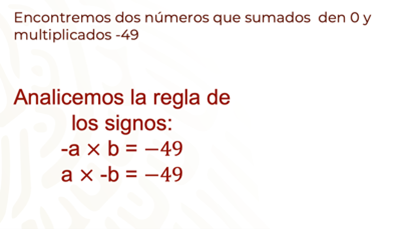 Encontremos dos números que sumados  den 0 y
multiplicados -49
Analicemos la regla de
los signos:
-a × b = −49
a × -b = −49